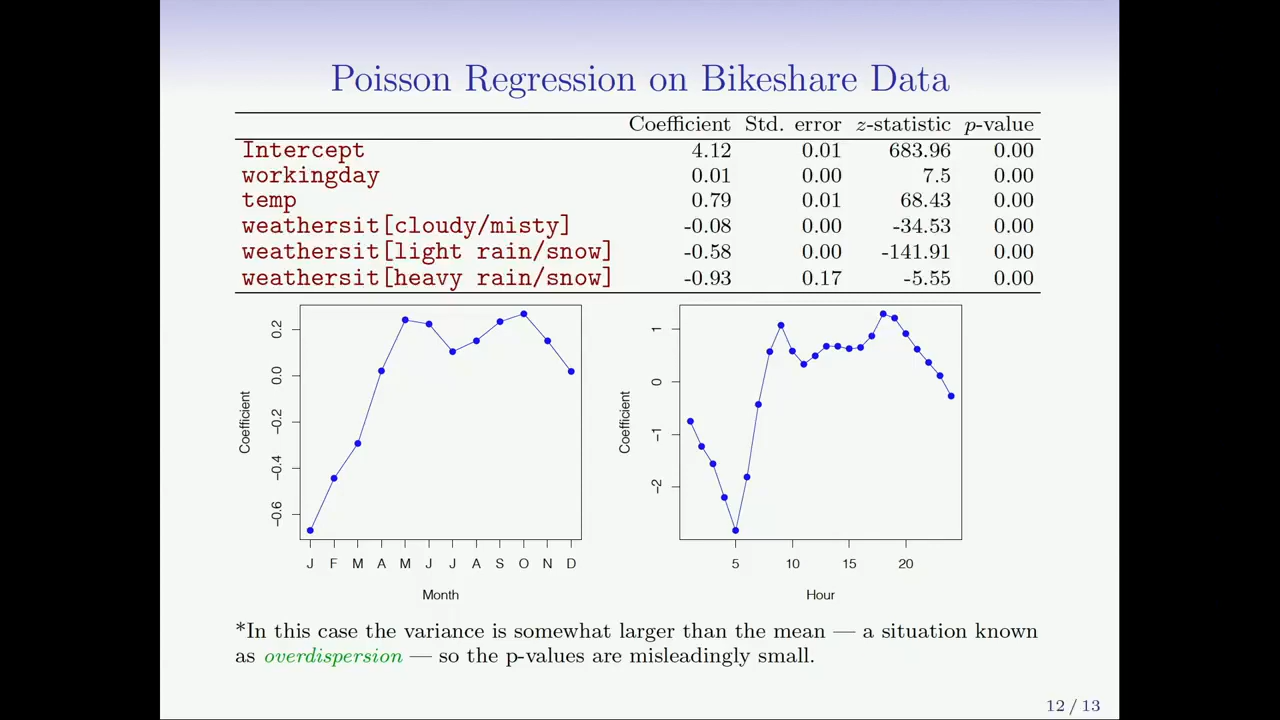 Poisson Regression on Bikeshare Data
Coefficient Std. error z-statistic p-value
Intercept 4.12 0.01 683.96 0.00
workingday 0.01 0.00 7.5 0.00
temp 0.79 0.01 68.43 0.00
weathersit[cloudy/misty] -0.08 0.00 -34.53 0.00
weathersit[light rain/snow] -0.58 0.00 -141.91 0.00
weathersit[heavy rain/snow] -0.93 0.17 -5.55 0.00
Coefficient
0.2
0.0
−0.2
−0.4
−0.6
J F M A M J J A S O N D
Month
Coefficient
1
0
−1
−2
5 10 15 20
Hour
*In this case the variance is somewhat larger than the mean — a situation known
as overdispersion — so the p-values are misleadingly small.
12 / 13